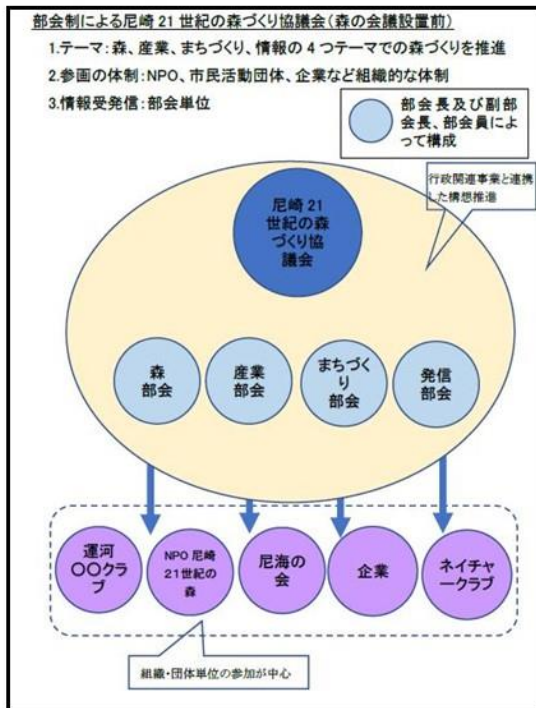 部会制による尼崎21世紀の森づくり協議会（森の会議設置前）
1.テーマ：森、産業、まちづくり、情報の4つテーマでの森づくりを推進
2.参画の体制：NPO、市民活動団体、企業など組織的な体制
3.情報受発信：部会単位
部会長及び副部
会長、部会員によ
って構成
行政関連事業と連携
した構想推進
尼崎21
世紀の森
づくり協
議会
森
部会
産業
部会
まちづく
り
部会
発信
部会
運河
〇〇クラ
ブ
NPO尼崎
21世紀の
森
尼海の
会
企業
ネイチャ
ークラブ
組織・団体単位の参加が中心